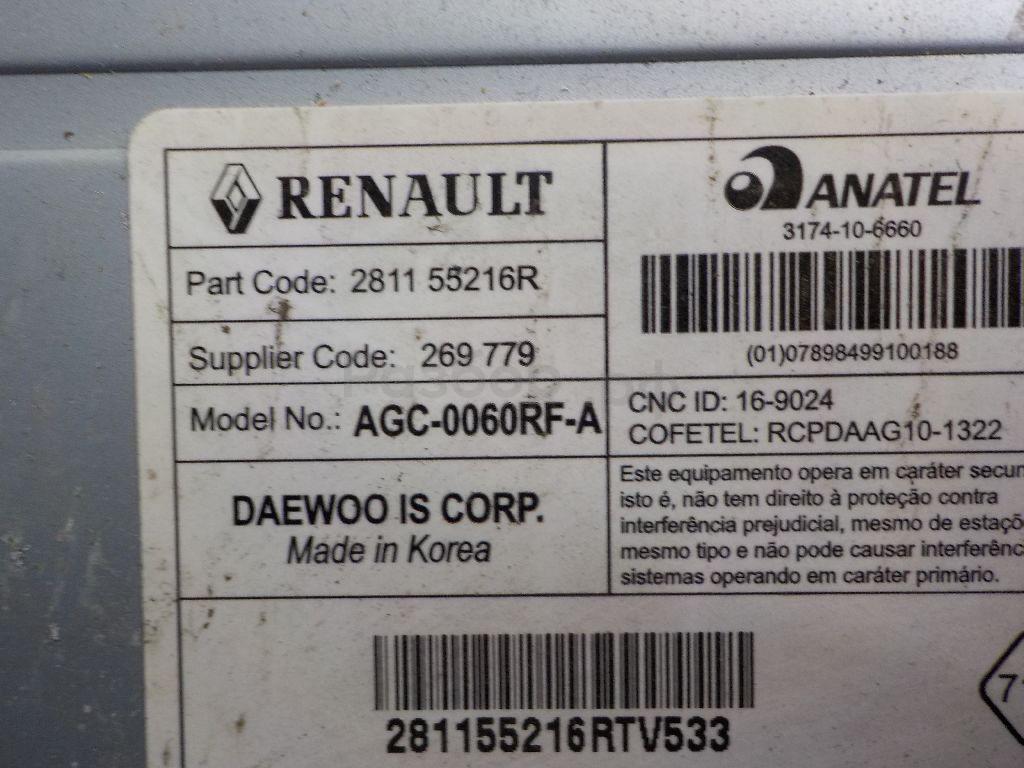 RENAULT
Part Code: 2811 55216R
Supplier Code: 269 779
Model No.: AGC-0060RF-A
DAEWOO IS CORP.
Made in Korea
ANATEL
3174-10-6660
(01)07898499100188
CNC ID: 16-9024
COFETEL: RCPDAAG10-1322
Este equipamento opera em caráter secun
isto é, não tem direito à proteção contra
interferência prejudicial, mesmo de estaçõ
mesmo tipo e não pode causar interferênc
sistemas operando em caráter primário.
281155216RTV533